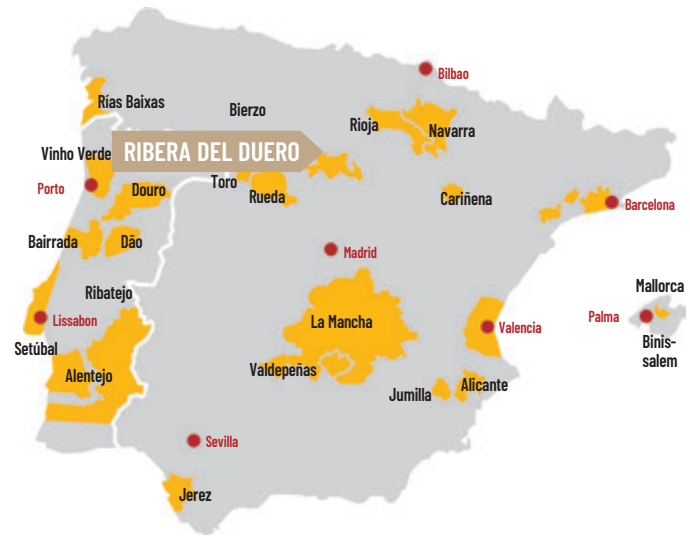 Bilbao
Rías Baixas
Bierzo
Rioja
Navarra
Vinho Verde
RIBERA DEL DUERO
Porto
Douro
Toro
Rueda
Cariñena
Barcelona
Bairrada
Dão
Madrid
Ribatejo
Mallorca
Lissabon
La Mancha
Valencia
Palma
Setúbal
Binis-
salem
Alentejo
Valdepeñas
Jumilla
Alicante
Sevilla
Jerez